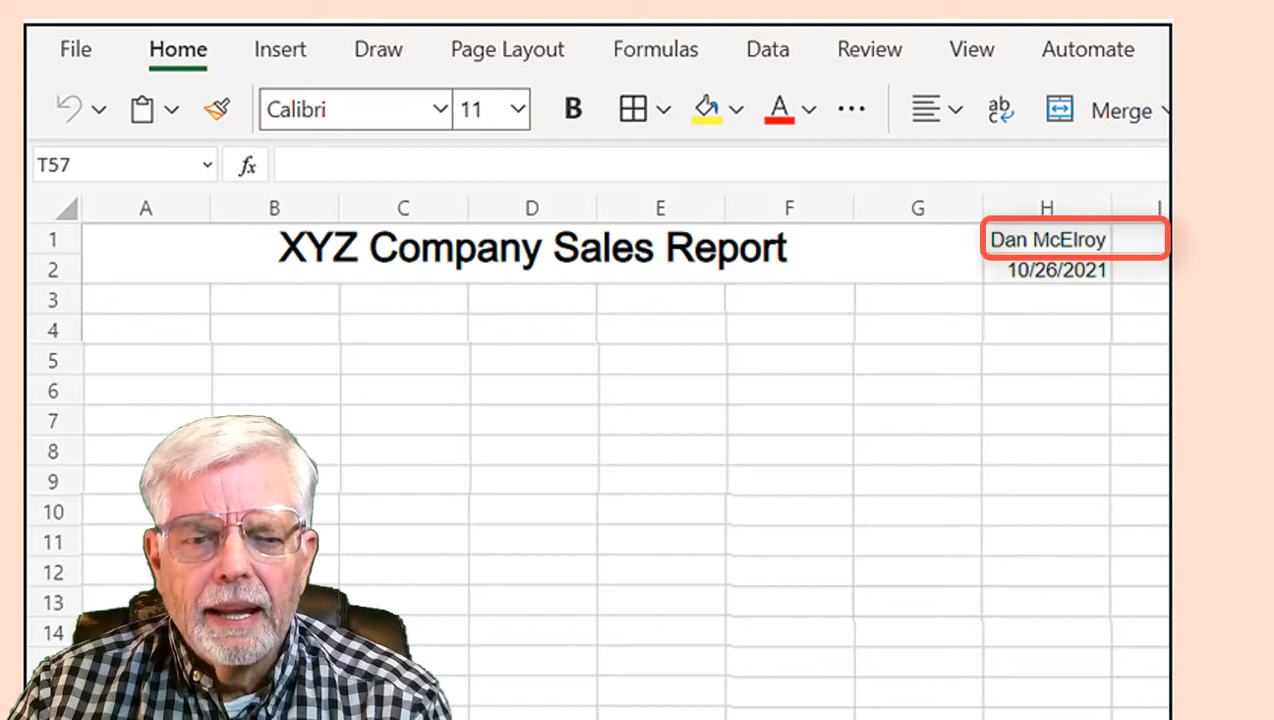 File Home Insert Draw Page Layout Formulas Data Review View Automate
Calibri 11 B A ... ab Merge
T57 fx
A B C D E F G H I
1 XYZ Company Sales Report Dan McElroy
2 10/26/2021
3
4
5
6
7
8
9
10
11
12
13
14